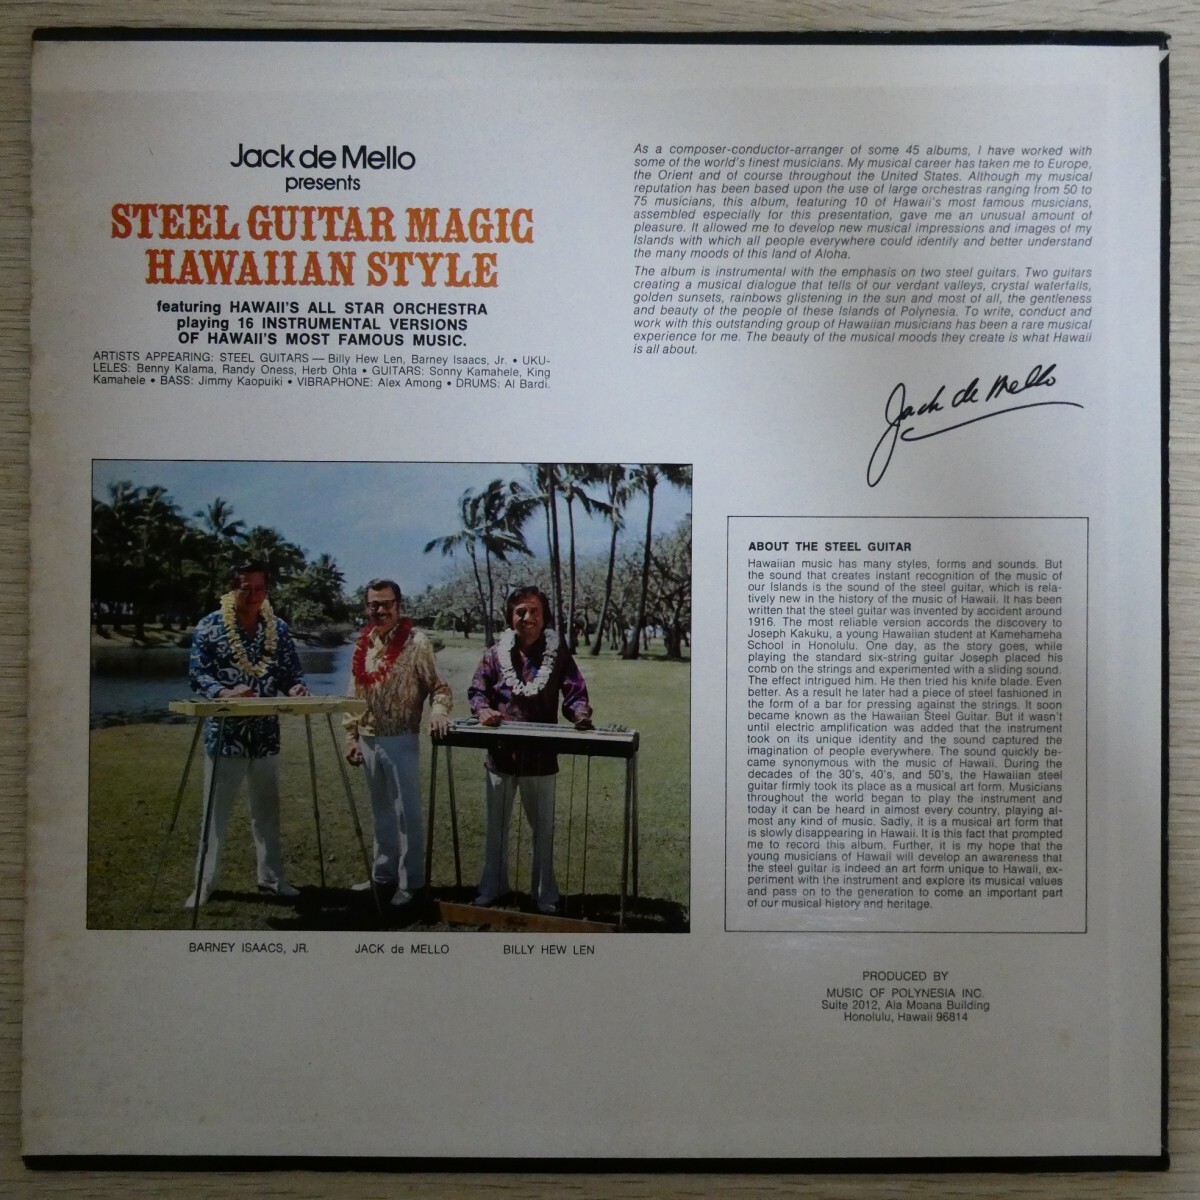 Jack de Mello
presents
STEEL GUITAR MAGIC
HAWAIIAN STYLE
featuring HAWAII'S ALL STAR ORCHESTRA
playing 16 INSTRUMENTAL VERSIONS
OF HAWAII'S MOST FAMOUS MUSIC.
ARTISTS APPEARING: STEEL GUITARS — Billy Hew Len, Barney Isaacs, Jr. • UKU-
LELES: Benny Kalama, Randy Oness, Herb Ohta • GUITARS: Sonny Kamahele, King
Kamahele • BASS: Jimmy Kaopuiki • VIBRAPHONE: Alex Among • DRUMS: Al Bardi.
As a composer-conductor-arranger of some 45 albums, I have worked with
some of the world's finest musicians. My musical career has taken me to Europe,
the Orient and of course throughout the United States. Although my musical
reputation has been based upon the use of large orchestras ranging from 50 to
75 musicians, this album, featuring 10 of Hawaii's most famous musicians,
assembled especially for this presentation, gave me an unusual amount of
pleasure. It allowed me to develop new musical impressions and images of my
Islands with which all people everywhere could identify and better understand
the many moods of this land of Aloha.
The album is instrumental with the emphasis on two steel guitars. Two guitars
creating a musical dialogue that tells of our verdant valleys, crystal waterfalls,
golden sunsets, rainbows glistening in the sun and most of all, the gentleness
and beauty of the people of these Islands of Polynesia. To write, conduct and
work with this outstanding group of Hawaiian musicians has been a rare musical
experience for me. The beauty of the musical moods they create is what Hawaii
is all about.
Jack de Mello
ABOUT THE STEEL GUITAR
Hawaiian music has many styles, forms and sounds. But
the sound that creates instant recognition of the music of
our Islands is the sound of the steel guitar, which is rela-
tively new in the history of the music of Hawaii. It has been
written that the steel guitar was invented by accident around
1916. The most reliable version accords the discovery to
Joseph Kakuku, a young Hawaiian student at Kamehameha
School in Honolulu. One day, as the story goes, while
playing the standard six-string guitar Joseph placed his
comb on the strings and experimented with a sliding sound.
The effect intrigued him. He then tried his knife blade. Even
better. As a result he later had a piece of steel fashioned in
the form of a bar for pressing against the strings. It soon
became known as the Hawaiian Steel Guitar. But it wasn't
until electric amplification was added that the instrument
took on its unique identity and the sound captured the
imagination of people everywhere. The sound quickly be-
came synonymous with the music of Hawaii. During the
decades of the 30's, 40's, and 50's, the Hawaiian steel
guitar firmly took its place as a musical art form. Musicians
throughout the world began to play the instrument and
today it can be heard in almost every country, playing al-
most any kind of music. Sadly, it is a musical art form that
is slowly disappearing in Hawaii. It is this fact that prompted
me to record this album. Further, it is my hope that the
young musicians of Hawaii will develop an awareness that
the steel guitar is indeed an art form unique to Hawaii, ex-
periment with the instrument and explore its musical values
and pass on to the generation to come an important part
of our musical history and heritage.
BARNEY ISAACS, JR. JACK de MELLO BILLY HEW LEN
PRODUCED BY
MUSIC OF POLYNESIA INC.
Suite 2012, Ala Moana Building
Honolulu, Hawaii 96814